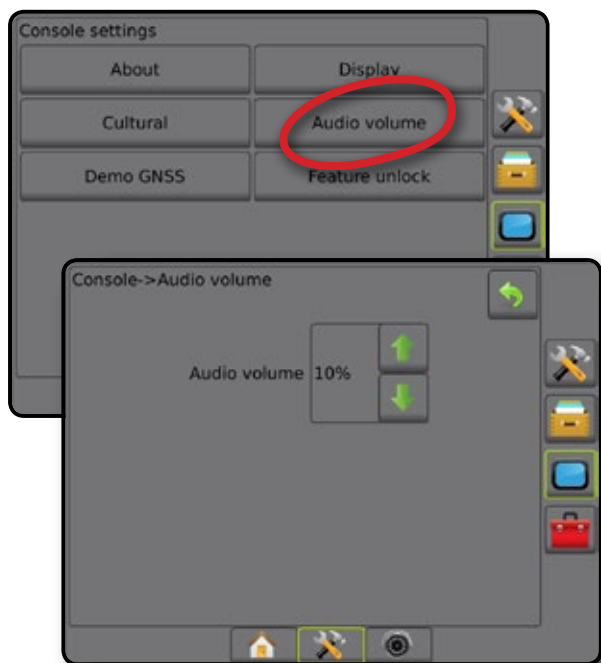 Console settings
About
Display
Cultural
Audio volume
Demo GNSS
Feature unlock
Console->Audio volume
Audio volume 10%